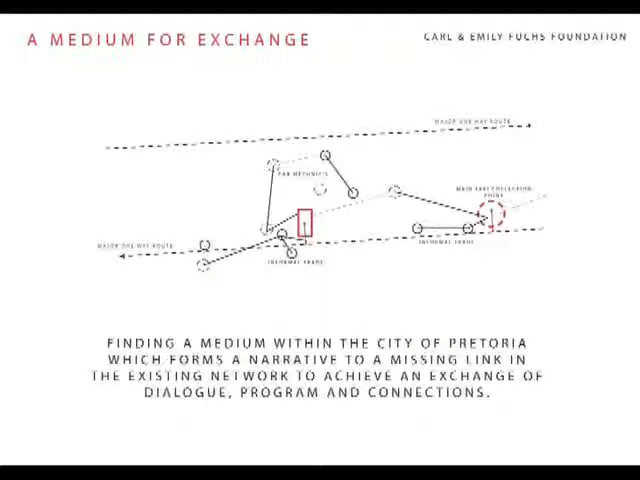 A MEDIUM FOR EXCHANGE
CARL & EMILY FUCHS FOUNDATION
MAJOR ONE WAY ROUTE
CAR MECHANICS
MAIN TAXI COLLECTION
POINT
MAJOR ONE WAY ROUTE
INFORMAL TRADE
INFORMAL TRADE
FINDING A MEDIUM WITHIN THE CITY OF PRETORIA
WHICH FORMS A NARRATIVE TO A MISSING LINK IN
THE EXISTING NETWORK TO ACHIEVE AN EXCHANGE OF
DIALOGUE, PROGRAM AND CONNECTIONS.